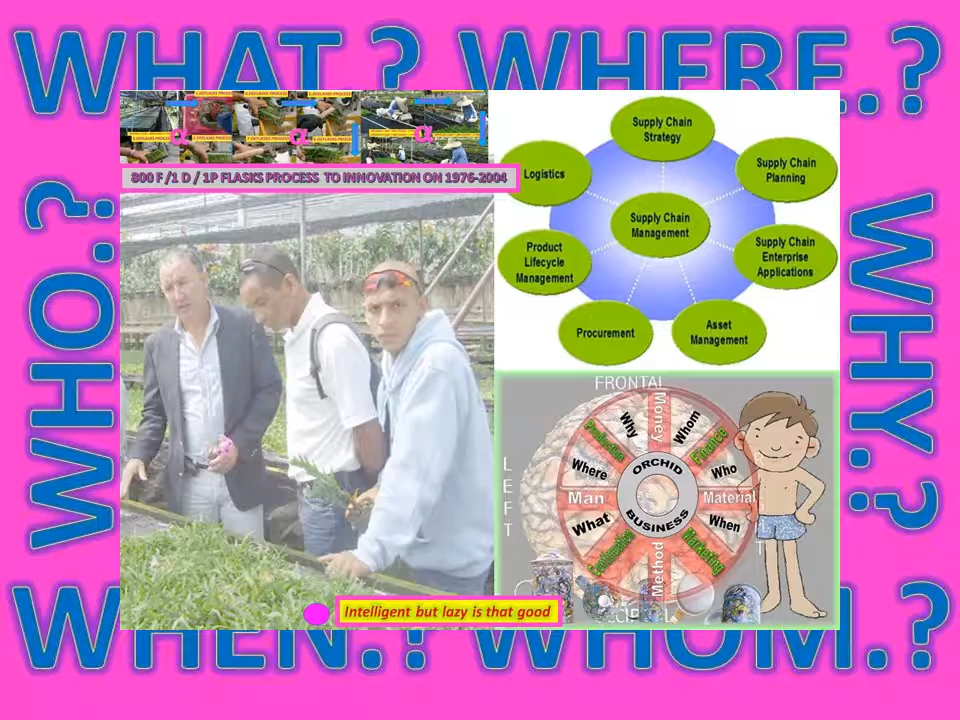 WHAT.? WHERE.?
WHO.?
WHY.?
WHEN.? WHOM.?
α α α
800 F /1 D / 1P FLASKS PROCESS TO INNOVATION ON 1976-2004
Supply Chain
Strategy
Logistics
Supply Chain
Planning
Supply Chain
Management
Product
Lifecycle
Management
Supply Chain
Enterprise
Applications
Procurement
Asset
Management
FRONTAL
LEFT
Money
Why
Whom
Finance
ORCHID
Where
Who
Man
Material
What
When
BUSINESS
Marketing
Method
Intelligent but lazy is that good